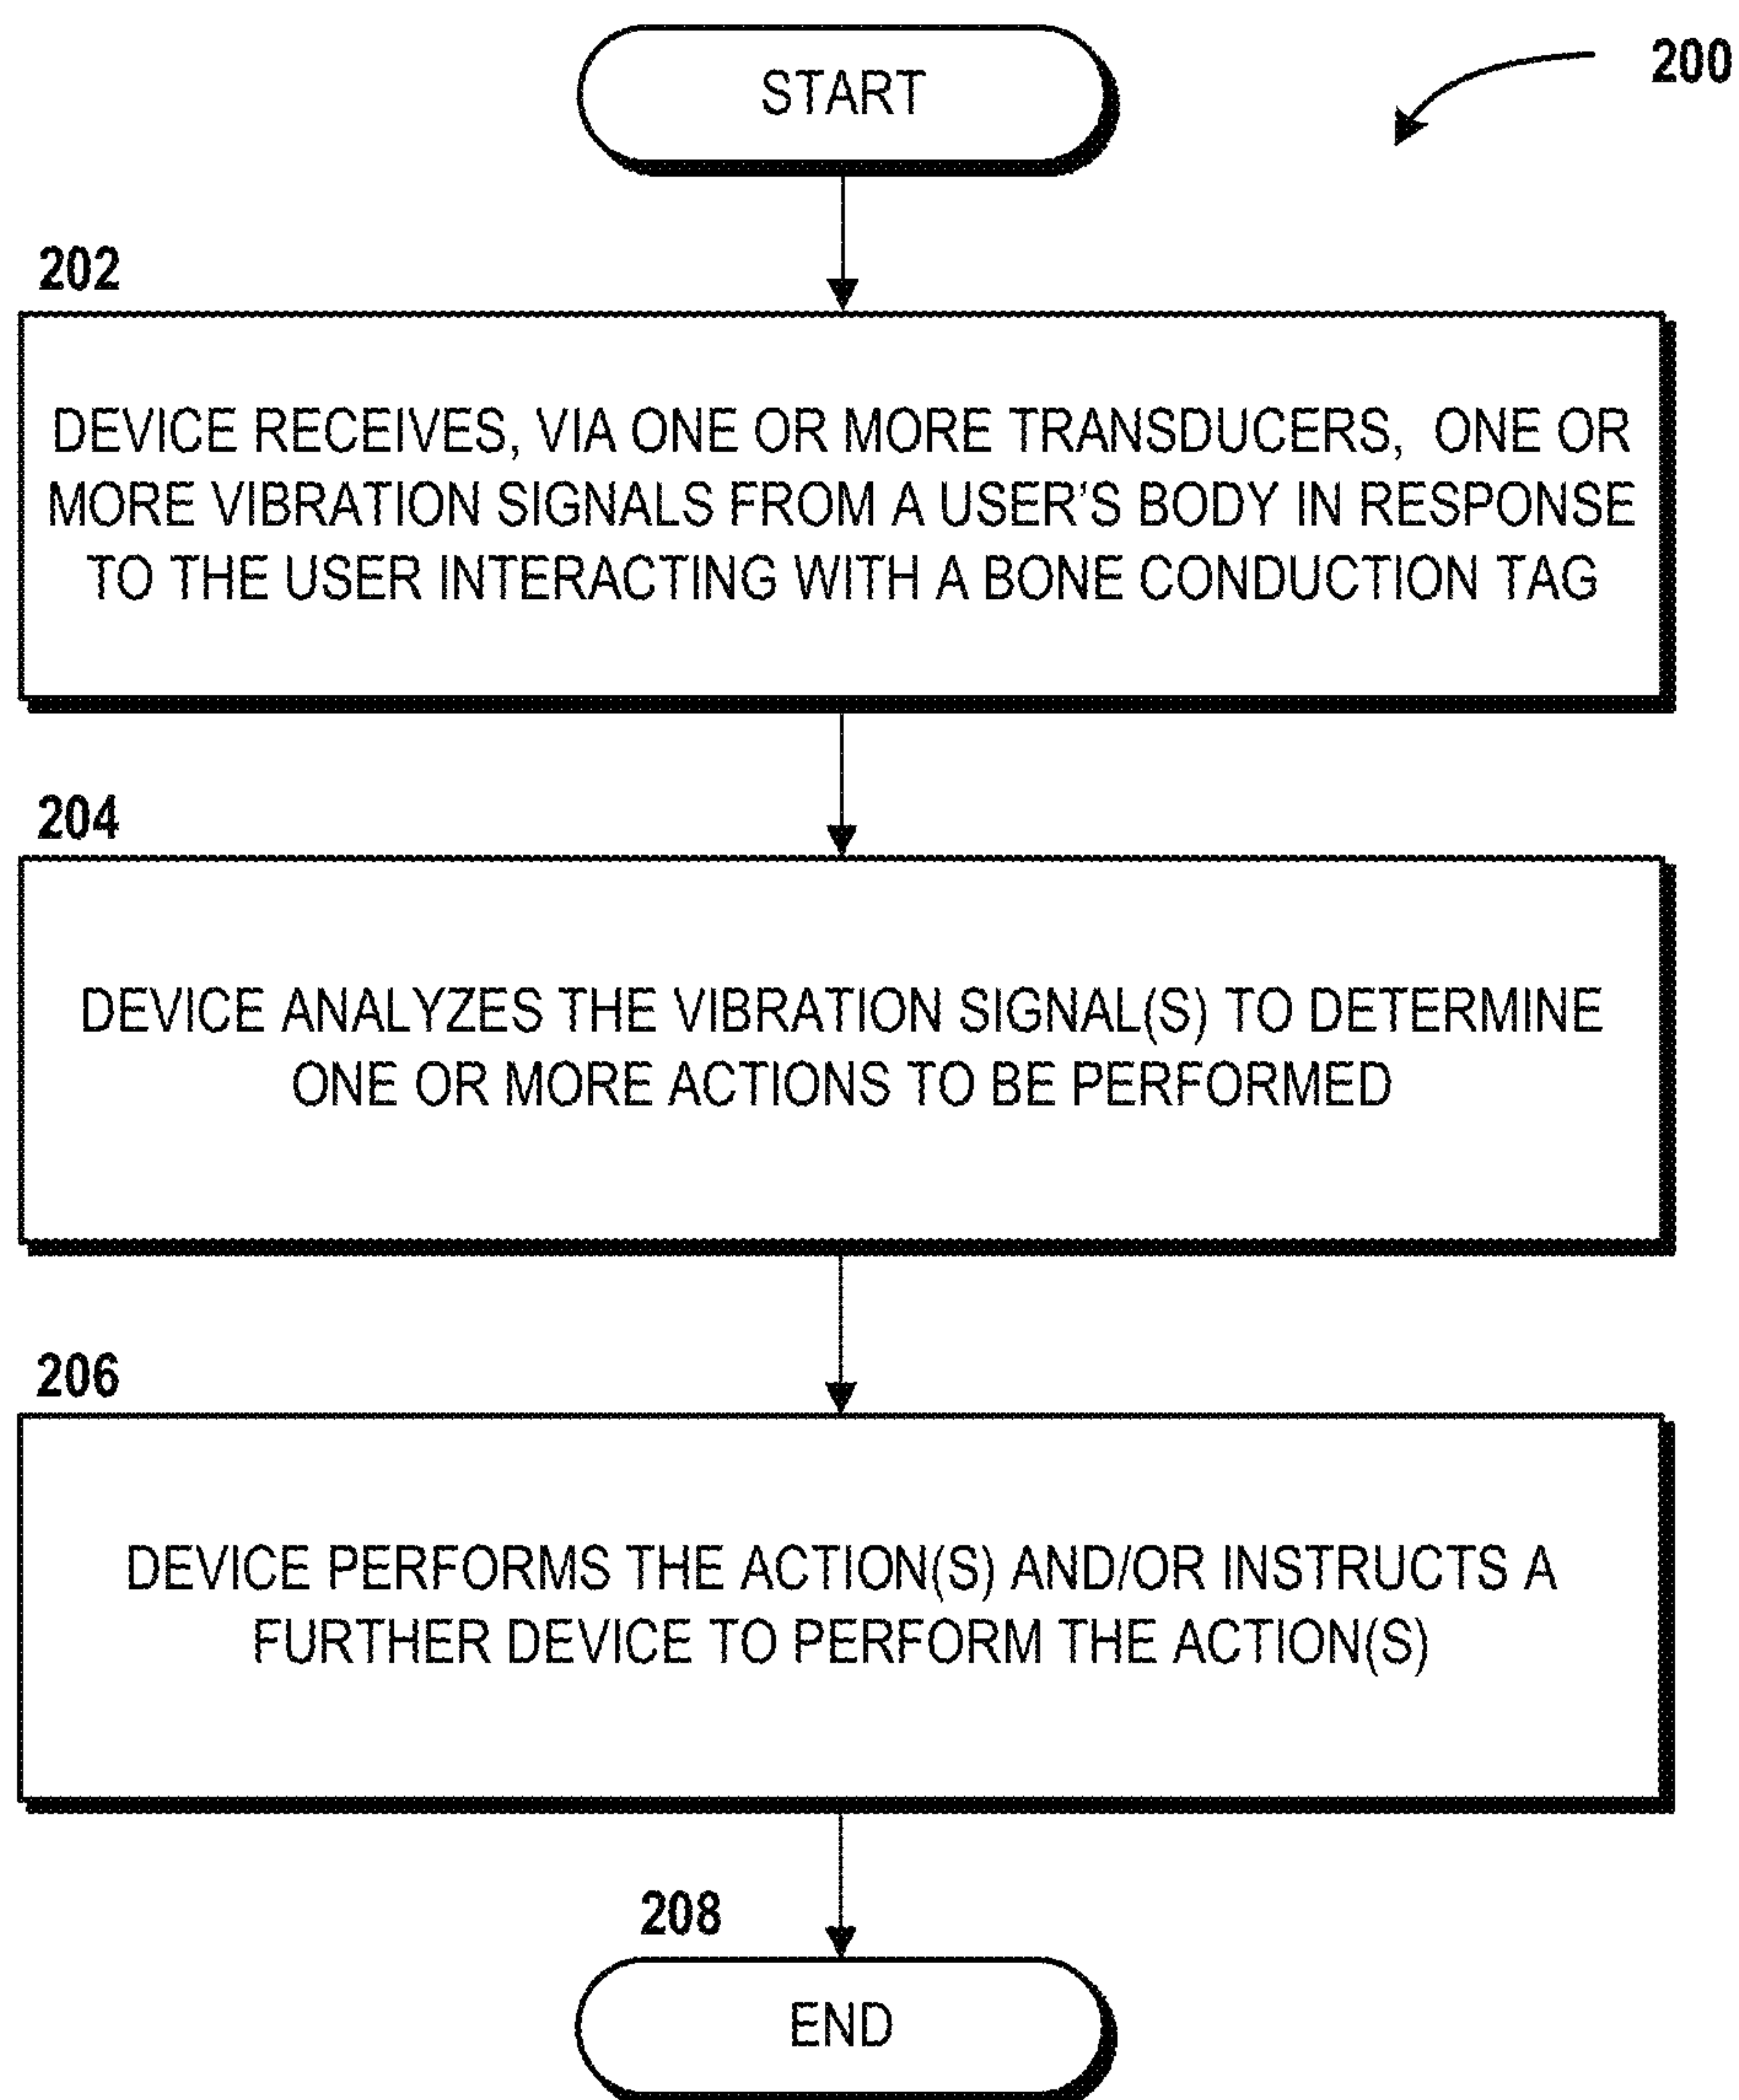 START
200
202
DEVICE RECEIVES, VIA ONE OR MORE TRANSDUCERS, ONE OR
MORE VIBRATION SIGNALS FROM A USER'S BODY IN RESPONSE
TO THE USER INTERACTING WITH A BONE CONDUCTION TAG
204
DEVICE ANALYZES THE VIBRATION SIGNAL(S) TO DETERMINE
ONE OR MORE ACTIONS TO BE PERFORMED
206
DEVICE PERFORMS THE ACTION(S) AND/OR INSTRUCTS A
FURTHER DEVICE TO PERFORM THE ACTION(S)
208
END